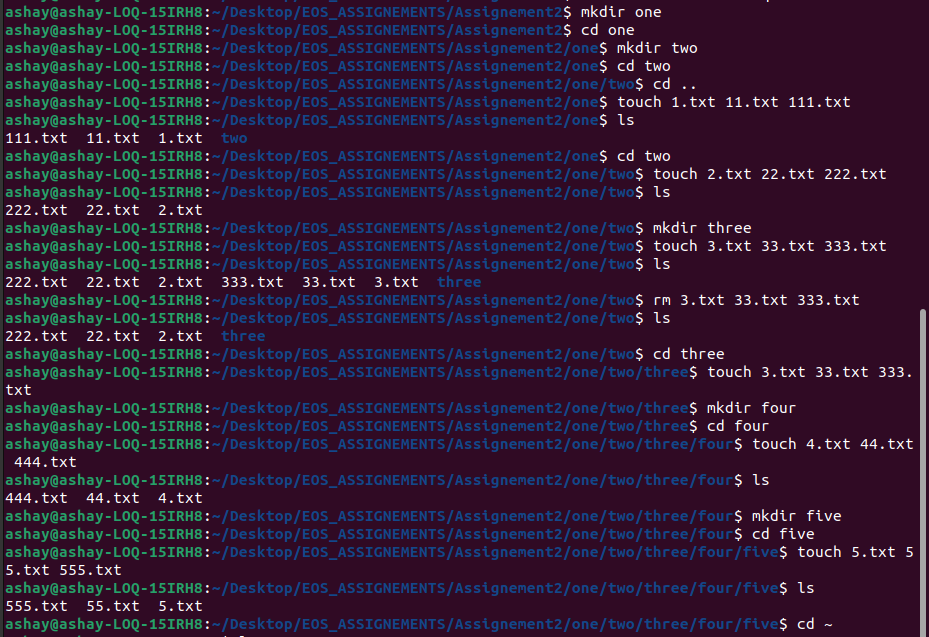 ashay@ashay-LOQ-15IRH8:~/Desktop/EOS_ASSIGNEMENTS/Assignement2$ mkdir one
ashay@ashay-LOQ-15IRH8:~/Desktop/EOS_ASSIGNEMENTS/Assignement2$ cd one
ashay@ashay-LOQ-15IRH8:~/Desktop/EOS_ASSIGNEMENTS/Assignement2/one$ mkdir two
ashay@ashay-LOQ-15IRH8:~/Desktop/EOS_ASSIGNEMENTS/Assignement2/one$ cd two
ashay@ashay-LOQ-15IRH8:~/Desktop/EOS_ASSIGNEMENTS/Assignement2/one/two$ cd ..
ashay@ashay-LOQ-15IRH8:~/Desktop/EOS_ASSIGNEMENTS/Assignement2/one$ touch 1.txt 11.txt 111.txt
ashay@ashay-LOQ-15IRH8:~/Desktop/EOS_ASSIGNEMENTS/Assignement2/one$ ls
111.txt  11.txt  1.txt  two
ashay@ashay-LOQ-15IRH8:~/Desktop/EOS_ASSIGNEMENTS/Assignement2/one$ cd two
ashay@ashay-LOQ-15IRH8:~/Desktop/EOS_ASSIGNEMENTS/Assignement2/one/two$ touch 2.txt 22.txt 222.txt
ashay@ashay-LOQ-15IRH8:~/Desktop/EOS_ASSIGNEMENTS/Assignement2/one/two$ ls
222.txt  22.txt  2.txt
ashay@ashay-LOQ-15IRH8:~/Desktop/EOS_ASSIGNEMENTS/Assignement2/one/two$ mkdir three
ashay@ashay-LOQ-15IRH8:~/Desktop/EOS_ASSIGNEMENTS/Assignement2/one/two$ touch 3.txt 33.txt 333.txt
ashay@ashay-LOQ-15IRH8:~/Desktop/EOS_ASSIGNEMENTS/Assignement2/one/two$ ls
222.txt  22.txt  2.txt  333.txt  33.txt  3.txt  three
ashay@ashay-LOQ-15IRH8:~/Desktop/EOS_ASSIGNEMENTS/Assignement2/one/two$ rm 3.txt 33.txt 333.txt
ashay@ashay-LOQ-15IRH8:~/Desktop/EOS_ASSIGNEMENTS/Assignement2/one/two$ ls
222.txt  22.txt  2.txt  three
ashay@ashay-LOQ-15IRH8:~/Desktop/EOS_ASSIGNEMENTS/Assignement2/one/two$ cd three
ashay@ashay-LOQ-15IRH8:~/Desktop/EOS_ASSIGNEMENTS/Assignement2/one/two/three$ touch 3.txt 33.txt 333.
txt
ashay@ashay-LOQ-15IRH8:~/Desktop/EOS_ASSIGNEMENTS/Assignement2/one/two/three$ mkdir four
ashay@ashay-LOQ-15IRH8:~/Desktop/EOS_ASSIGNEMENTS/Assignement2/one/two/three$ cd four
ashay@ashay-LOQ-15IRH8:~/Desktop/EOS_ASSIGNEMENTS/Assignement2/one/two/three/four$ touch 4.txt 44.txt
 444.txt
ashay@ashay-LOQ-15IRH8:~/Desktop/EOS_ASSIGNEMENTS/Assignement2/one/two/three/four$ ls
444.txt  44.txt  4.txt
ashay@ashay-LOQ-15IRH8:~/Desktop/EOS_ASSIGNEMENTS/Assignement2/one/two/three/four$ mkdir five
ashay@ashay-LOQ-15IRH8:~/Desktop/EOS_ASSIGNEMENTS/Assignement2/one/two/three/four$ cd five
ashay@ashay-LOQ-15IRH8:~/Desktop/EOS_ASSIGNEMENTS/Assignement2/one/two/three/four/five$ touch 5.txt 5
5.txt 555.txt
ashay@ashay-LOQ-15IRH8:~/Desktop/EOS_ASSIGNEMENTS/Assignement2/one/two/three/four/five$ ls
555.txt  55.txt  5.txt
ashay@ashay-LOQ-15IRH8:~/Desktop/EOS_ASSIGNEMENTS/Assignement2/one/two/three/four/five$ cd ~